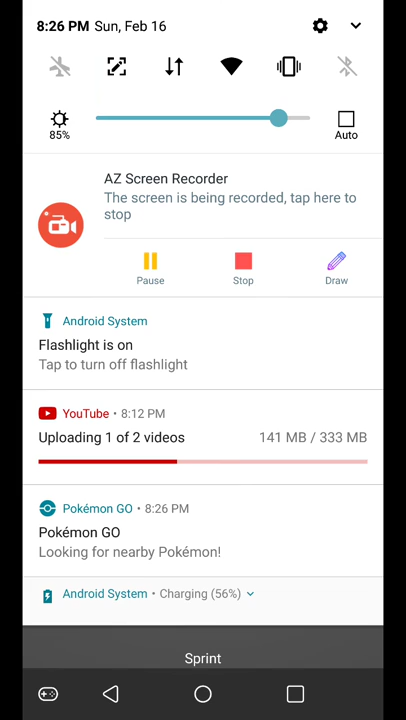 8:26 PM Sun, Feb 16
85%
Auto
AZ Screen Recorder
The screen is being recorded, tap here to
stop
Pause
Stop
Draw
Android System
Flashlight is on
Tap to turn off flashlight
YouTube • 8:12 PM
Uploading 1 of 2 videos 141 MB / 333 MB
Pokémon GO • 8:26 PM
Pokémon GO
Looking for nearby Pokémon!
Android System • Charging (56%)
Sprint